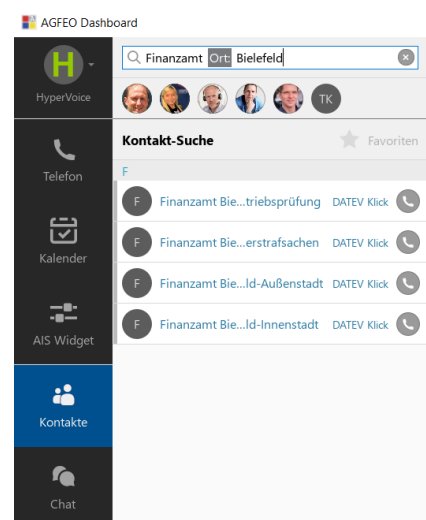 AGFEO Dashboard
H
HyperVoice
Finanzamt Ort: Bielefeld
TK
Kontakt-Suche Favoriten
Telefon
F
F Finanzamt Bie...triebsprüfung DATEV Klick
Kalender
F Finanzamt Bie...erstrafsachen DATEV Klick
F Finanzamt Bie...ld-Außenstadt DATEV Klick
AIS Widget
F Finanzamt Bie...ld-Innenstadt DATEV Klick
Kontakte
Chat